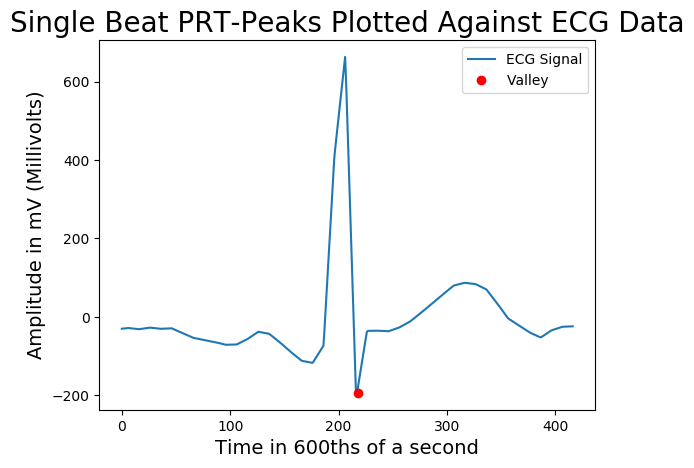 Single Beat PRT-Peaks Plotted Against ECG Data
ECG Signal
Valley
Amplitude in mV (Millivolts)
600
400
200
0
−200
0 100 200 300 400
Time in 600ths of a second